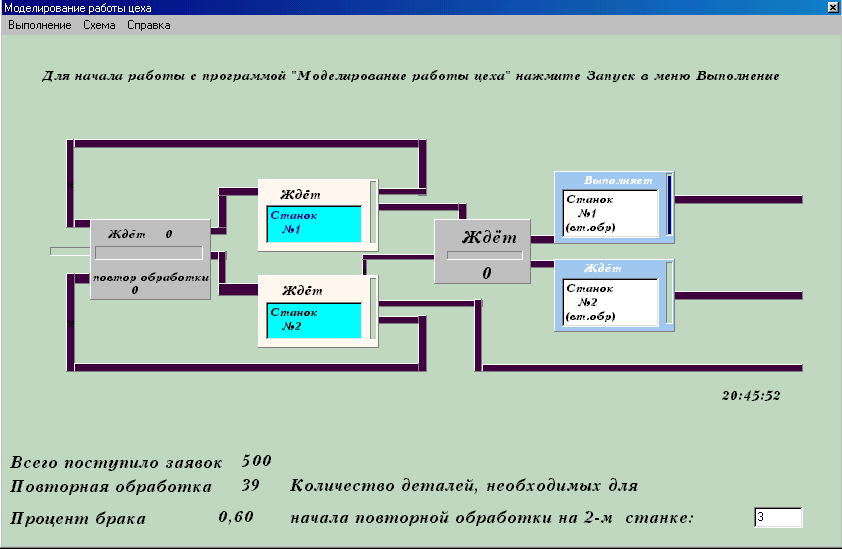 Моделирование работы цеха
Выполнение Схема Справка
Для начала работы с программой "Моделирование работы цеха" нажмите Запуск в меню Выполнение
Ждёт 0
повтор обработки
0
Ждёт
Станок
№1
Ждёт
Станок
№2
Ждёт
0
Выполняет
Станок
№1
(вт.обр)
Ждёт
Станок
№2
(вт.обр)
20:45:52
Всего поступило заявок 500
Повторная обработка 39 Количество деталей, необходимых для
Процент брака 0,60 начала повторной обработки на 2-м станке: 3